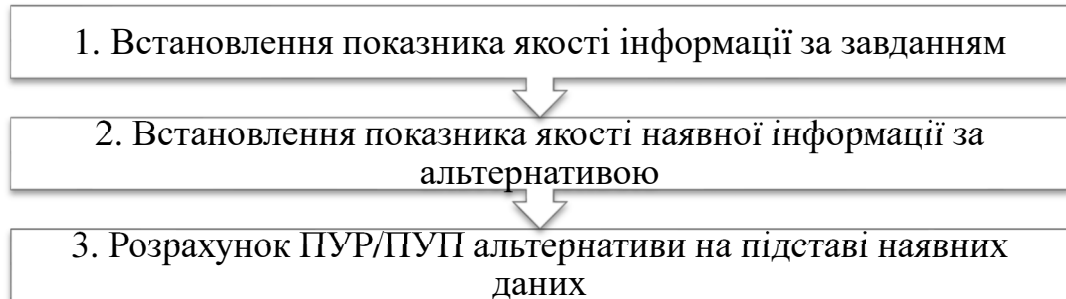 1. Встановлення показника якості інформації за завданням
2. Встановлення показника якості наявної інформації за
альтернативою
3. Розрахунок ПУР/ПУП альтернативи на підставі наявних
даних